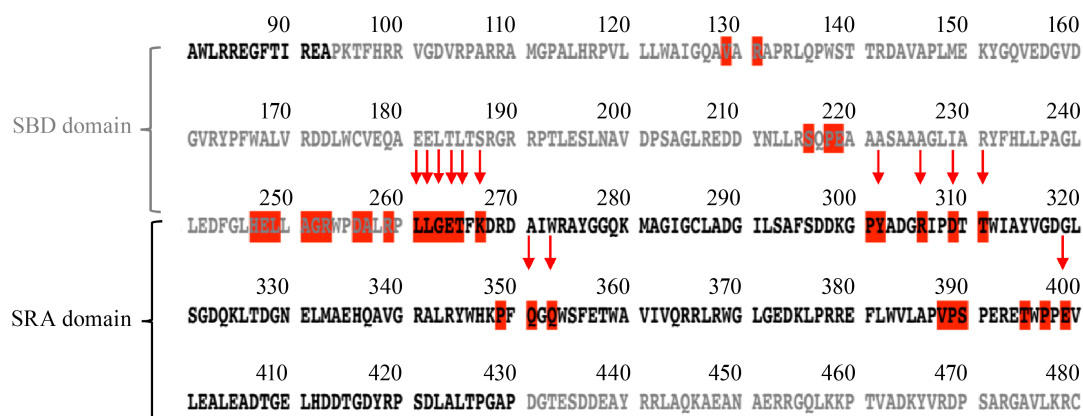 90 100 110 120 130 140 150 160
AWLRREGFTI REAPKTFHRR VGDVRPARRA MGPALHRPVL LLWAIGQAVA RAPRLQPWST TRDAVAPLME KYGQVEDGVD
170 180 190 200 210 220 230 240
SBD domain
GVRYPFWALV RDDLWCVEQA EELTLTSRGR RPTLESLNAV DPSAGLREDD YNLLRSQPEA AASAAAGLIA RYFHLLPAGL
250 260 270 280 290 300 310 320
LEDFGLHELL AGRWPDALRP LLGETFKDRD AIWRAYGGQK MAGIGCLADG ILSAFSDDKG PYADGRIPDT TWIAYVGDGL
330 340 350 360 370 380 390 400
SRA domain
SGDQKLTDGN ELMAEHQAVG RALRYWHKPF QGQWSFETWA VIVQRRLRWG LGEDKLPRRE FLWVLAPVPS PERETWPPEV
410 420 430 440 450 460 470 480
LEALEADTGE LHDDTGDYRP SDLALTPGAP DGTESDDEAY RRLAQKAEAN AERRGQLKKP TVADKYVRDP SARGAVLKRC